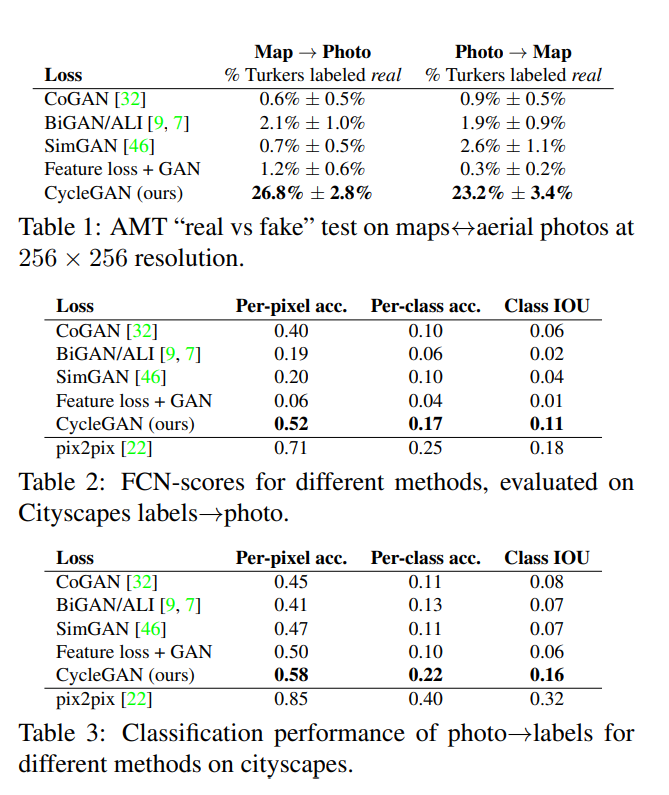 Map → Photo Photo → Map
Loss % Turkers labeled real % Turkers labeled real
CoGAN [32] 0.6% ± 0.5% 0.9% ± 0.5%
BiGAN/ALI [9, 7] 2.1% ± 1.0% 1.9% ± 0.9%
SimGAN [46] 0.7% ± 0.5% 2.6% ± 1.1%
Feature loss + GAN 1.2% ± 0.6% 0.3% ± 0.2%
CycleGAN (ours) 26.8% ± 2.8% 23.2% ± 3.4%
Table 1: AMT “real vs fake” test on maps↔aerial photos at
256 × 256 resolution.
Loss Per-pixel acc. Per-class acc. Class IOU
CoGAN [32] 0.40 0.10 0.06
BiGAN/ALI [9, 7] 0.19 0.06 0.02
SimGAN [46] 0.20 0.10 0.04
Feature loss + GAN 0.06 0.04 0.01
CycleGAN (ours) 0.52 0.17 0.11
pix2pix [22] 0.71 0.25 0.18
Table 2: FCN-scores for different methods, evaluated on
Cityscapes labels→photo.
Loss Per-pixel acc. Per-class acc. Class IOU
CoGAN [32] 0.45 0.11 0.08
BiGAN/ALI [9, 7] 0.41 0.13 0.07
SimGAN [46] 0.47 0.11 0.07
Feature loss + GAN 0.50 0.10 0.06
CycleGAN (ours) 0.58 0.22 0.16
pix2pix [22] 0.85 0.40 0.32
Table 3: Classification performance of photo→labels for
different methods on cityscapes.